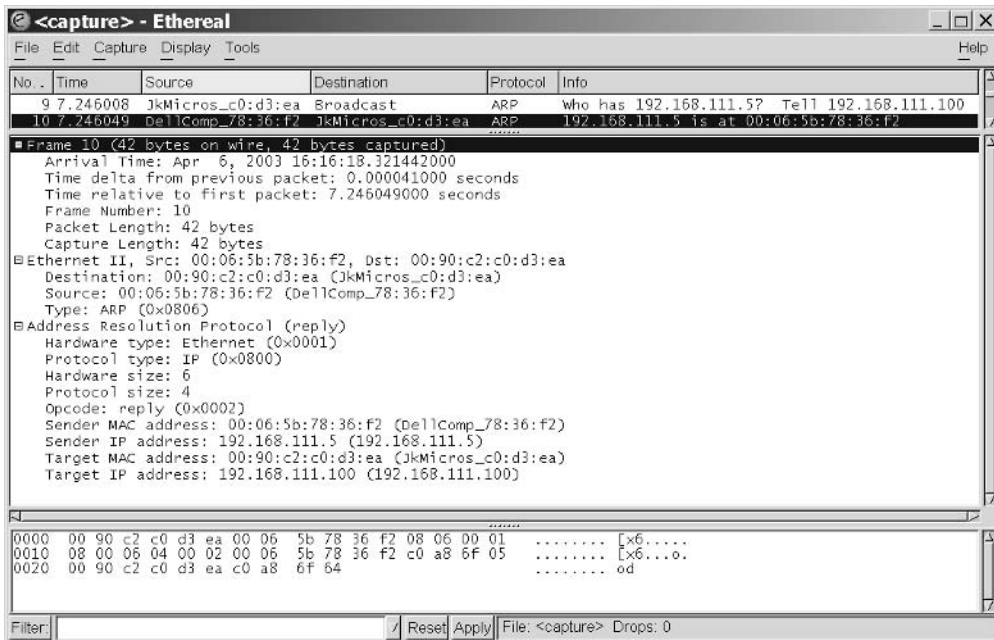 <capture> - Ethereal
File Edit Capture Display Tools Help
No. . Time Source Destination Protocol Info
9 7.246008 JkMicros_c0:d3:ea Broadcast ARP Who has 192.168.111.5? Tell 192.168.111.100
10 7.246049 DellComp_78:36:f2 JkMicros_c0:d3:ea ARP 192.168.111.5 is at 00:06:5b:78:36:f2
Frame 10 (42 bytes on wire, 42 bytes captured)
Arrival Time: Apr 6, 2003 16:16:18.321442000
Time delta from previous packet: 0.000041000 seconds
Time relative to first packet: 7.246049000 seconds
Frame Number: 10
Packet Length: 42 bytes
Capture Length: 42 bytes
Ethernet II, Src: 00:06:5b:78:36:f2, Dst: 00:90:c2:c0:d3:ea
Destination: 00:90:c2:c0:d3:ea (JkMicros_c0:d3:ea)
Source: 00:06:5b:78:36:f2 (DellComp_78:36:f2)
Type: ARP (0x0806)
Address Resolution Protocol (reply)
Hardware type: Ethernet (0x0001)
Protocol type: IP (0x0800)
Hardware size: 6
Protocol size: 4
Opcode: reply (0x0002)
Sender MAC address: 00:06:5b:78:36:f2 (DellComp_78:36:f2)
Sender IP address: 192.168.111.5 (192.168.111.5)
Target MAC address: 00:90:c2:c0:d3:ea (JkMicros_c0:d3:ea)
Target IP address: 192.168.111.100 (192.168.111.100)
0000 00 90 c2 c0 d3 ea 00 06 5b 78 36 f2 08 06 00 01 ........ [x6.....
0010 08 00 06 04 00 02 00 06 5b 78 36 f2 c0 a8 6f 05 ........ [x6...o.
0020 00 90 c2 c0 d3 ea c0 a8 6f 64 ........ od
Filter: / Reset Apply File: <capture> Drops: 0